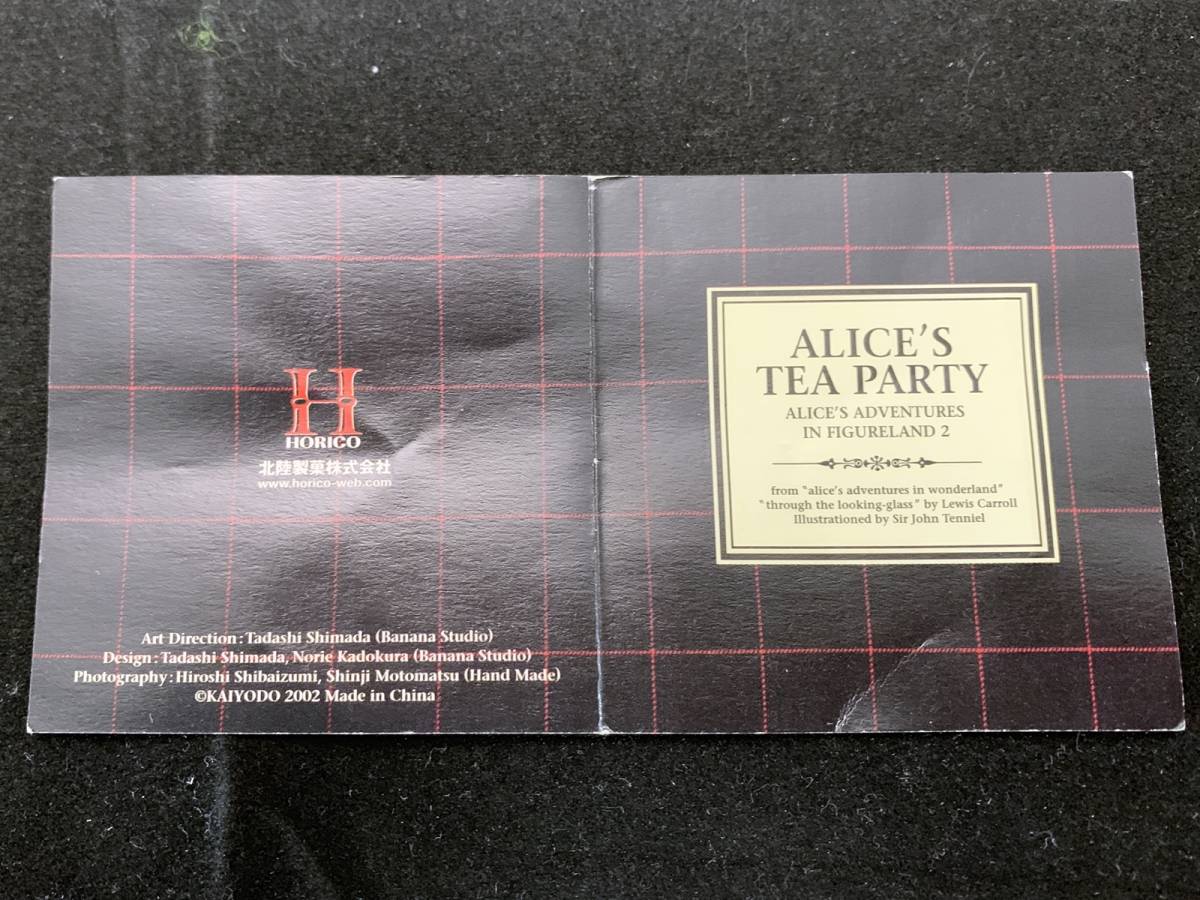 H
HORICO
北陸製菓株式会社
www.horico-web.com
Art Direction : Tadashi Shimada (Banana Studio)
Design : Tadashi Shimada, Norie Kadokura (Banana Studio)
Photography : Hiroshi Shibaizumi, Shinji Motomatsu (Hand Made)
©KAIYODO 2002 Made in China
ALICE'S
TEA PARTY
ALICE'S ADVENTURES
IN FIGURELAND 2
from "alice's adventures in wonderland"
"through the looking-glass" by Lewis Carroll
Illustrationed by Sir John Tenniel